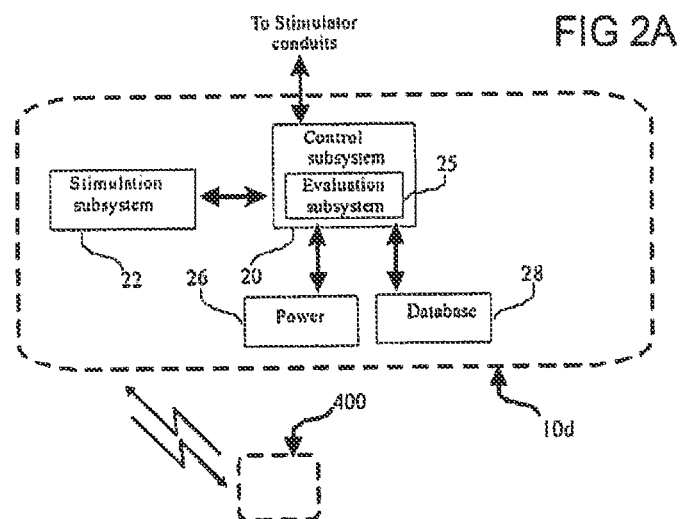 To Stimulator
conduits
FIG 2A
Control
subsystem
25
Evaluation
subsystem
Stimulation
subsystem
22
26
20
28
Power
Database
400
10d